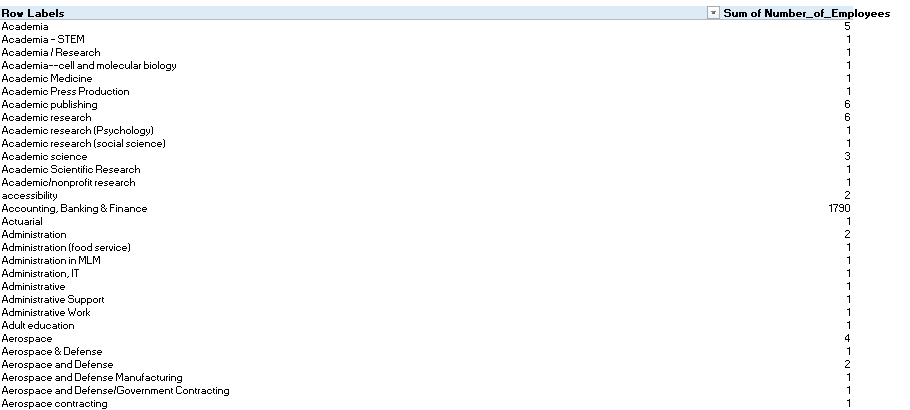 Row Labels Sum of Number_of_Employees
Academia 5
Academia - STEM 1
Academia / Research 1
Academia--cell and molecular biology 1
Academic Medicine 1
Academic Press Production 1
Academic publishing 6
Academic research 6
Academic research (Psychology) 1
Academic research (social science) 1
Academic science 3
Academic Scientific Research 1
Academic/nonprofit research 1
accessibility 2
Accounting, Banking & Finance 1790
Actuarial 1
Administration 2
Administration (food service) 1
Administration in MLM 1
Administration, IT 1
Administrative 1
Administrative Support 1
Administrative Work 1
Adult education 1
Aerospace 4
Aerospace & Defense 1
Aerospace and Defense 2
Aerospace and Defense Manufacturing 1
Aerospace and Defense/Government Contracting 1
Aerospace contracting 1